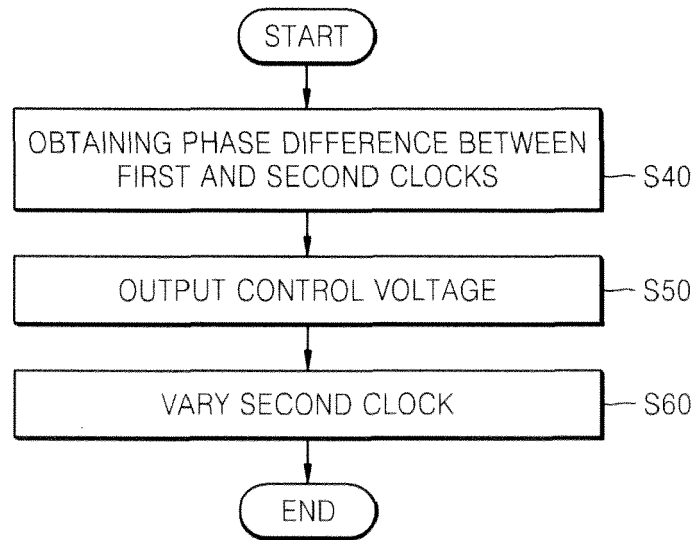 START
OBTAINING PHASE DIFFERENCE BETWEEN
FIRST AND SECOND CLOCKS
S40
OUTPUT CONTROL VOLTAGE
S50
VARY SECOND CLOCK
S60
END